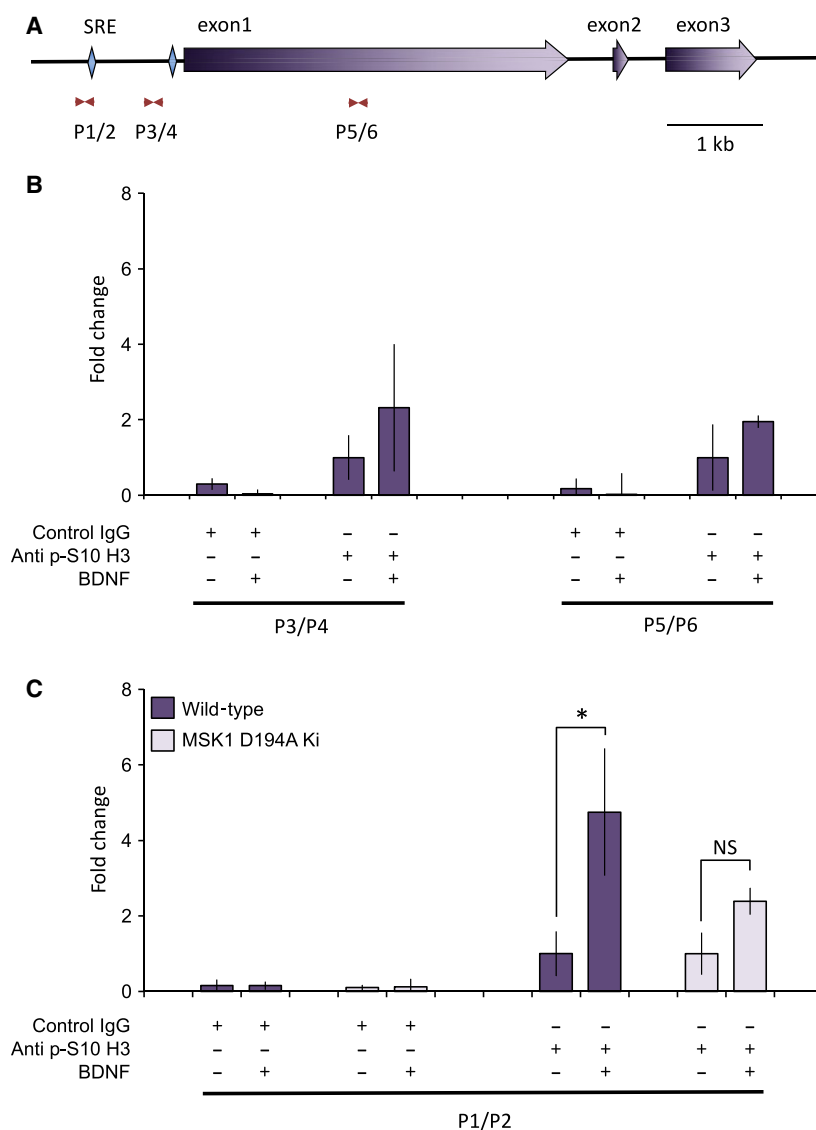 A
SRE
exon1
exon2
exon3
P1/2
P3/4
P5/6
1 kb
B
8
6
4
2
0
Fold change
Control IgG + + – – + + – –
Anti p-S10 H3 – – + + – – + +
BDNF – + – + – + – +
P3/P4
P5/P6
C
8
6
4
2
0
Fold change
Wild-type
MSK1 D194A Ki
*
NS
Control IgG + + + + – – – –
Anti p-S10 H3 – – – – + + + +
BDNF – + – + – + – +
P1/P2